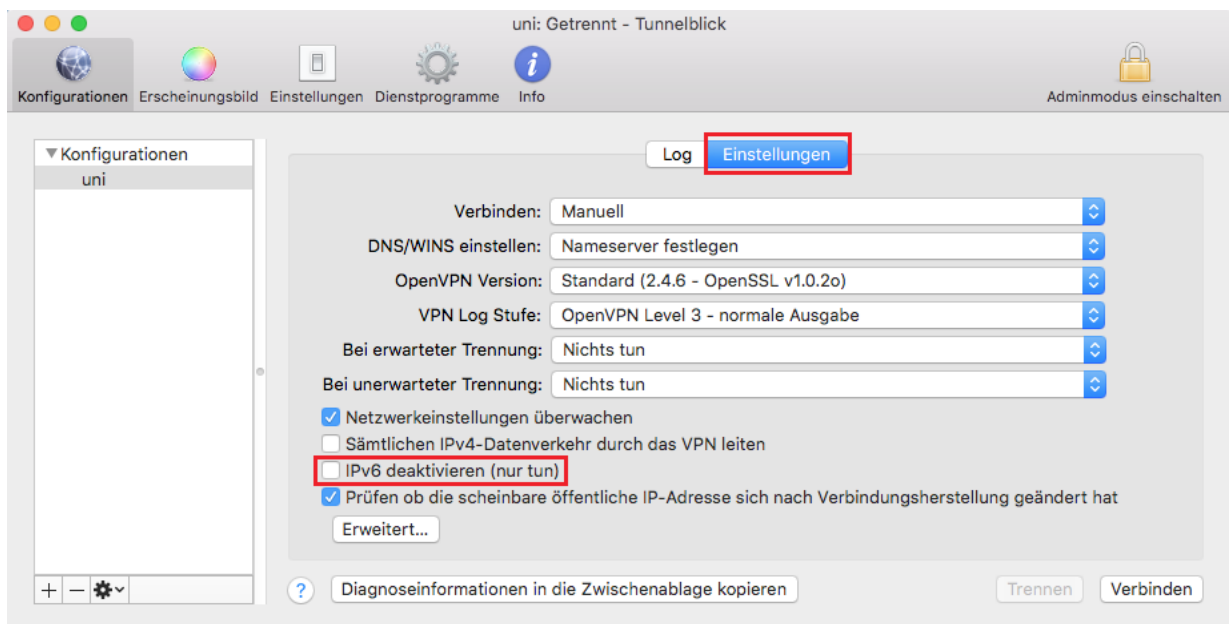 uni: Getrennt - Tunnelblick
Konfigurationen Erscheinungsbild Einstellungen Dienstprogramme Info Adminmodus einschalten
Konfigurationen
uni
Log Einstellungen
Verbinden: Manuell
DNS/WINS einstellen: Nameserver festlegen
OpenVPN Version: Standard (2.4.6 - OpenSSL v1.0.2o)
VPN Log Stufe: OpenVPN Level 3 - normale Ausgabe
Bei erwarteter Trennung: Nichts tun
Bei unerwarteter Trennung: Nichts tun
Netzwerkeinstellungen überwachen
Sämtlichen IPv4-Datenverkehr durch das VPN leiten
IPv6 deaktivieren (nur tun)
Prüfen ob die scheinbare öffentliche IP-Adresse sich nach Verbindungsherstellung geändert hat
Erweitert...
? Diagnoseinformationen in die Zwischenablage kopieren Trennen Verbinden